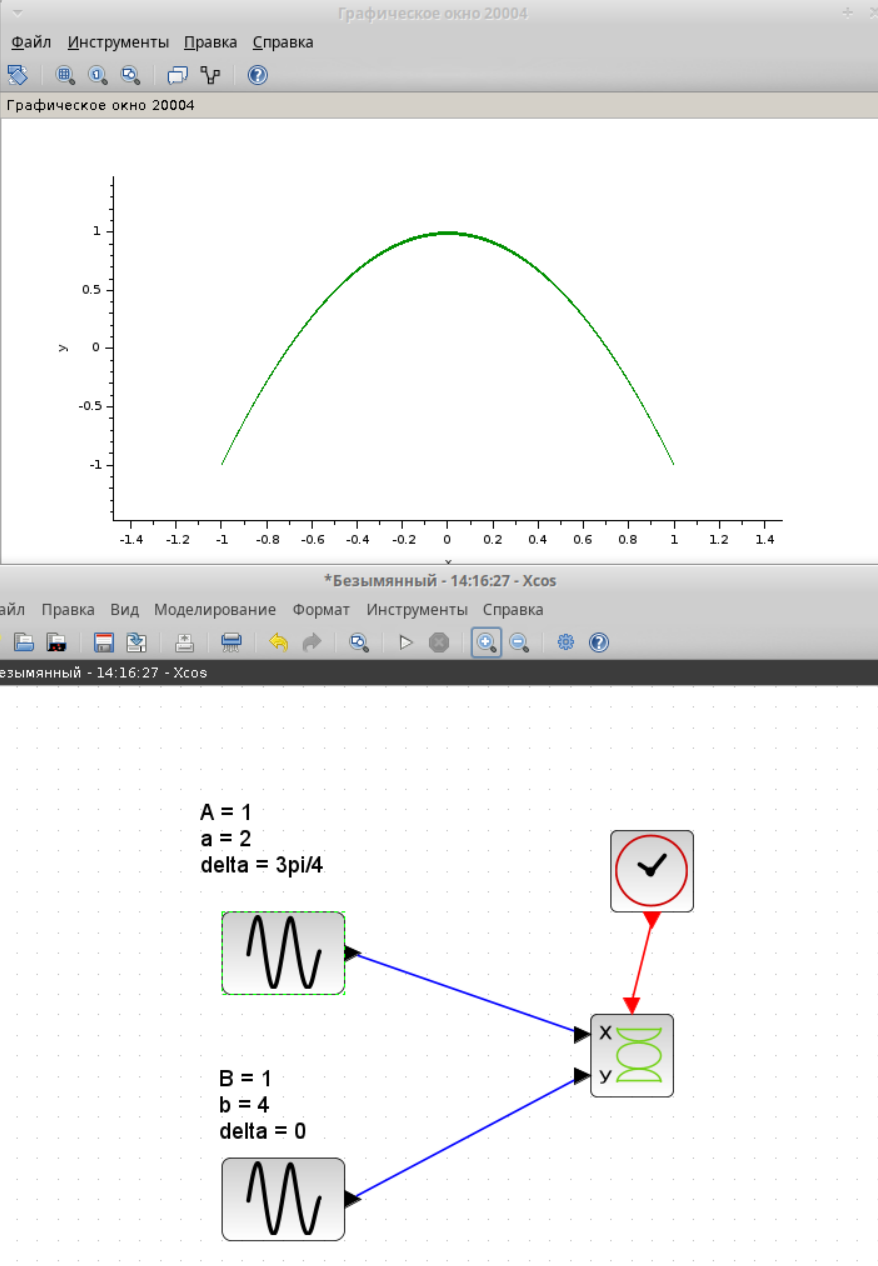 Графическое окно 20004
Файл Инструменты Правка Справка
Графическое окно 20004
1
0.5
y 0
-0.5
-1
-1.4 -1.2 -1 -0.8 -0.6 -0.4 -0.2 0 0.2 0.4 0.6 0.8 1 1.2 1.4
*Безымянный - 14:16:27 - Xcos
айл Правка Вид Моделирование Формат Инструменты Справка
езымянный - 14:16:27 - Xcos
A = 1
a = 2
delta = 3pi/4
X
y
B = 1
b = 4
delta = 0